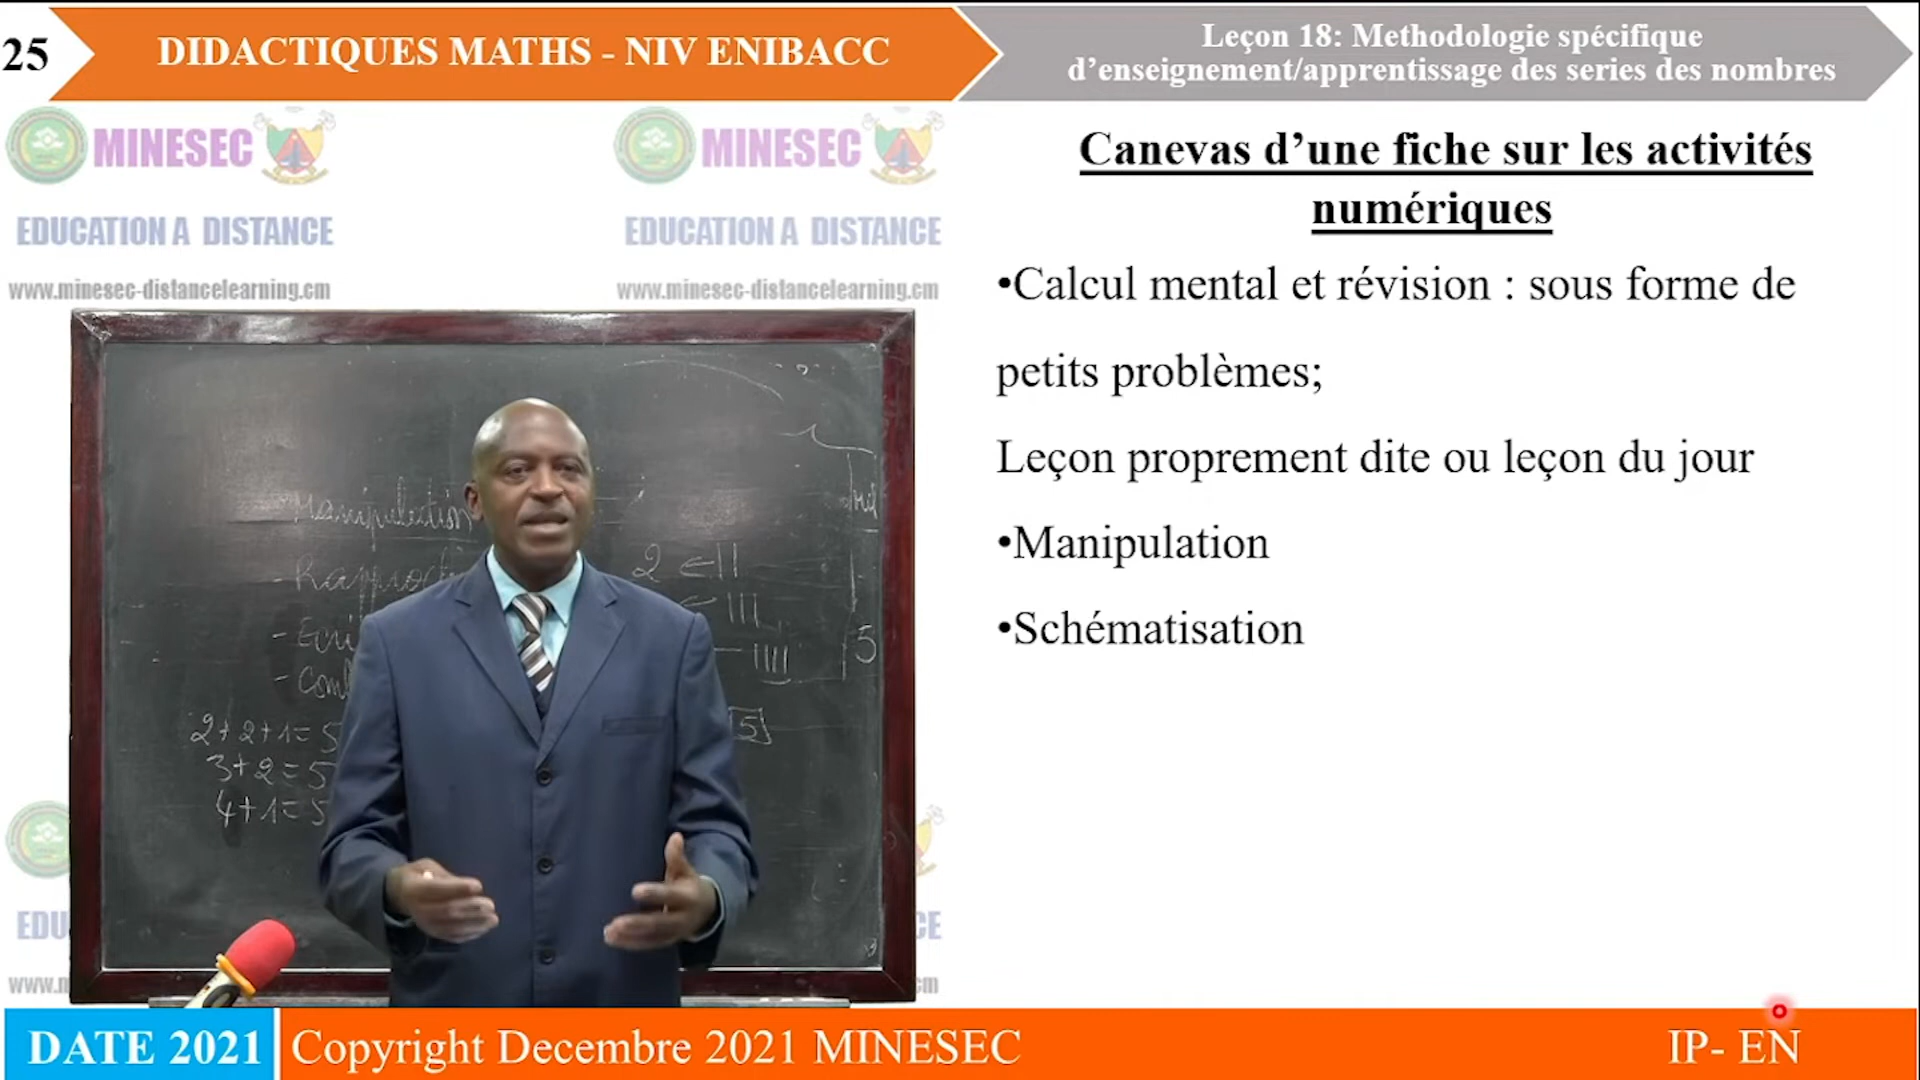 25
DIDACTIQUES MATHS - NIV ENIBACC
Leçon 18: Methodologie spécifique
d’enseignement/apprentissage des series des nombres
MINESEC
MINESEC
EDUCATION A DISTANCE
EDUCATION A DISTANCE
www.minesec-distancelearning.cm
www.minesec-distancelearning.cm
Canevas d’une fiche sur les activités
numériques
•Calcul mental et révision : sous forme de
petits problèmes;
Leçon proprement dite ou leçon du jour
•Manipulation
•Schématisation
Manipulation
2
5
2+2+1=5
3+2=5
4+1=5
5
DATE 2021
Copyright Decembre 2021 MINESEC
IP- EN